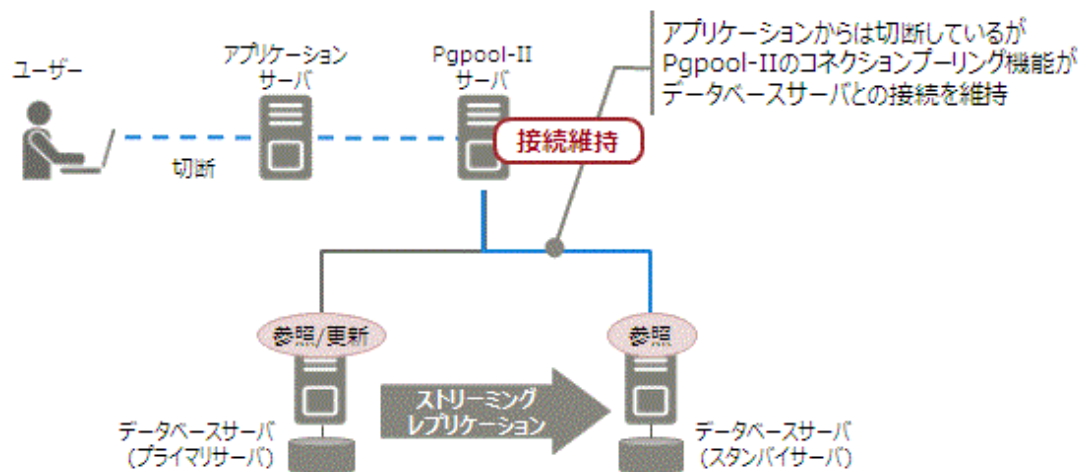 ユーザー
アプリケーション
サーバ
Pgpool-II
サーバ
アプリケーションからは切断しているが
Pgpool-IIのコネクションプーリング機能が
データベースサーバとの接続を維持
接続維持
切断
参照/更新
参照
ストリーミング
レプリケーション
データベースサーバ
(プライマリサーバ)
データベースサーバ
(スタンバイサーバ)